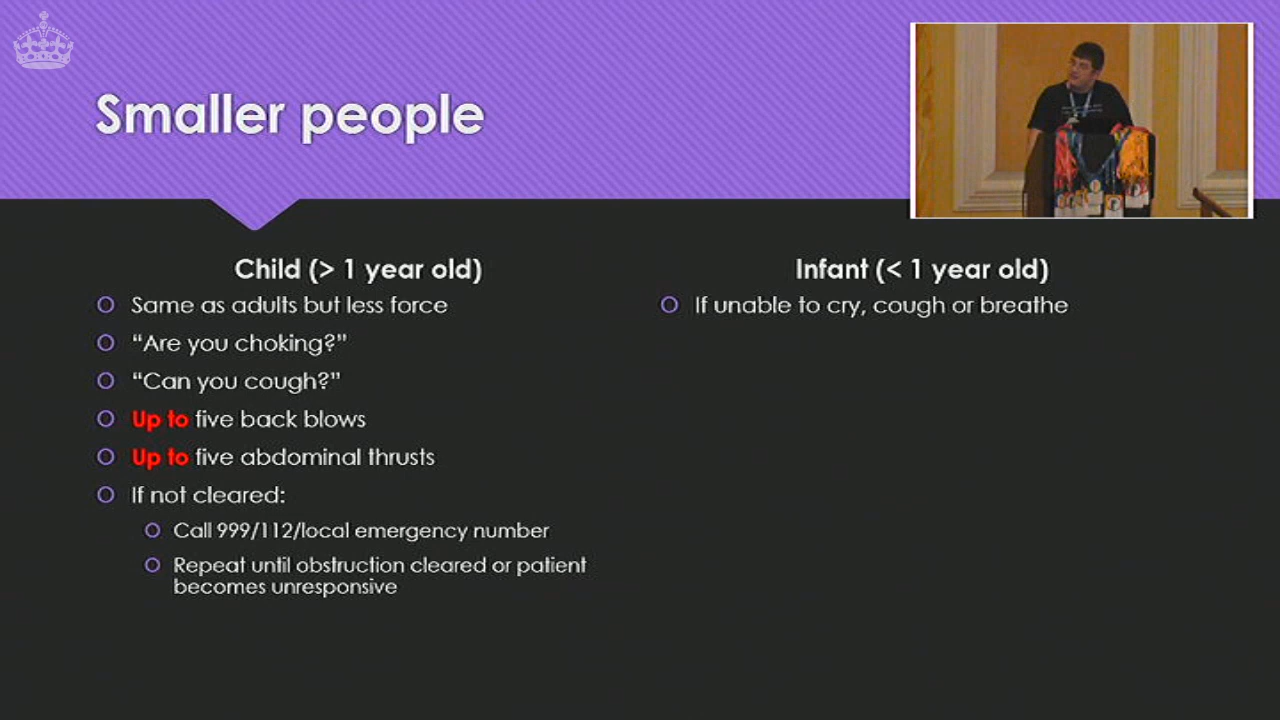 Smaller people
Child (> 1 year old)
Same as adults but less force
“Are you choking?”
“Can you cough?”
Up to five back blows
Up to five abdominal thrusts
If not cleared:
Call 999/112/local emergency number
Repeat until obstruction cleared or patient
becomes unresponsive
Infant (< 1 year old)
If unable to cry, cough or breathe